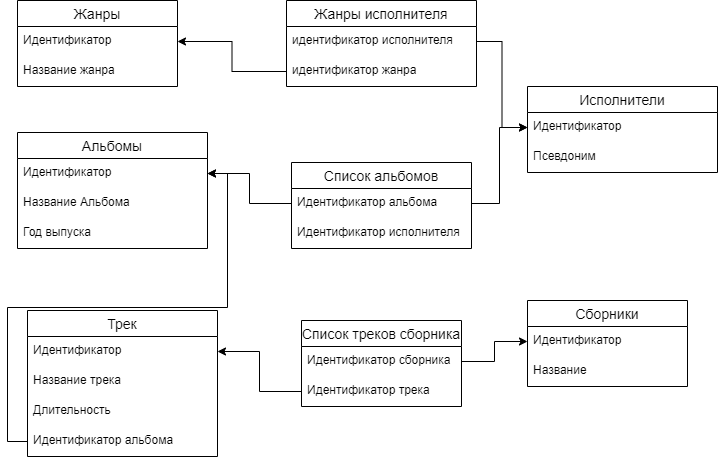 Жанры
Идентификатор
Название жанра
Жанры исполнителя
идентификатор исполнителя
идентификатор жанра
Исполнители
Идентификатор
Псевдоним
Альбомы
Идентификатор
Название Альбома
Год выпуска
Список альбомов
Идентификатор альбома
Идентификатор исполнителя
Трек
Идентификатор
Название трека
Длительность
Идентификатор альбома
Список треков сборника
Идентификатор сборника
Идентификатор трека
Сборники
Идентификатор
Название